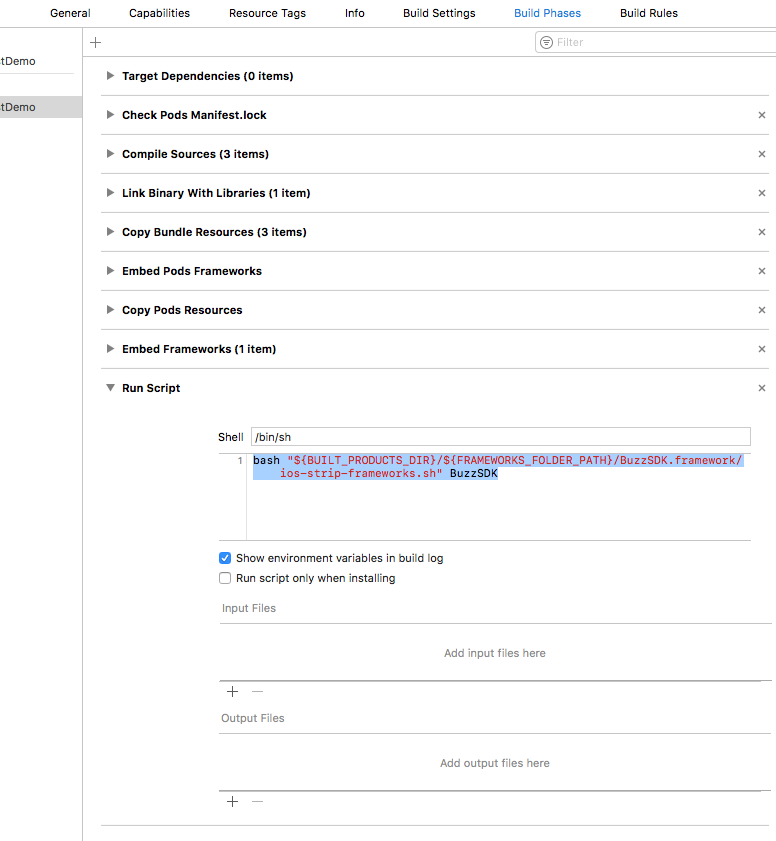 General Capabilities Resource Tags Info Build Settings Build Phases Build Rules
Filter
tDemo
Target Dependencies (0 items)
tDemo
Check Pods Manifest.lock
Compile Sources (3 items)
Link Binary With Libraries (1 item)
Copy Bundle Resources (3 items)
Embed Pods Frameworks
Copy Pods Resources
Embed Frameworks (1 item)
Run Script
Shell /bin/sh
1 bash "${BUILT_PRODUCTS_DIR}/${FRAMEWORKS_FOLDER_PATH}/BuzzSDK.framework/
ios-strip-frameworks.sh" BuzzSDK
Show environment variables in build log
Run script only when installing
Input Files
Add input files here
Output Files
Add output files here